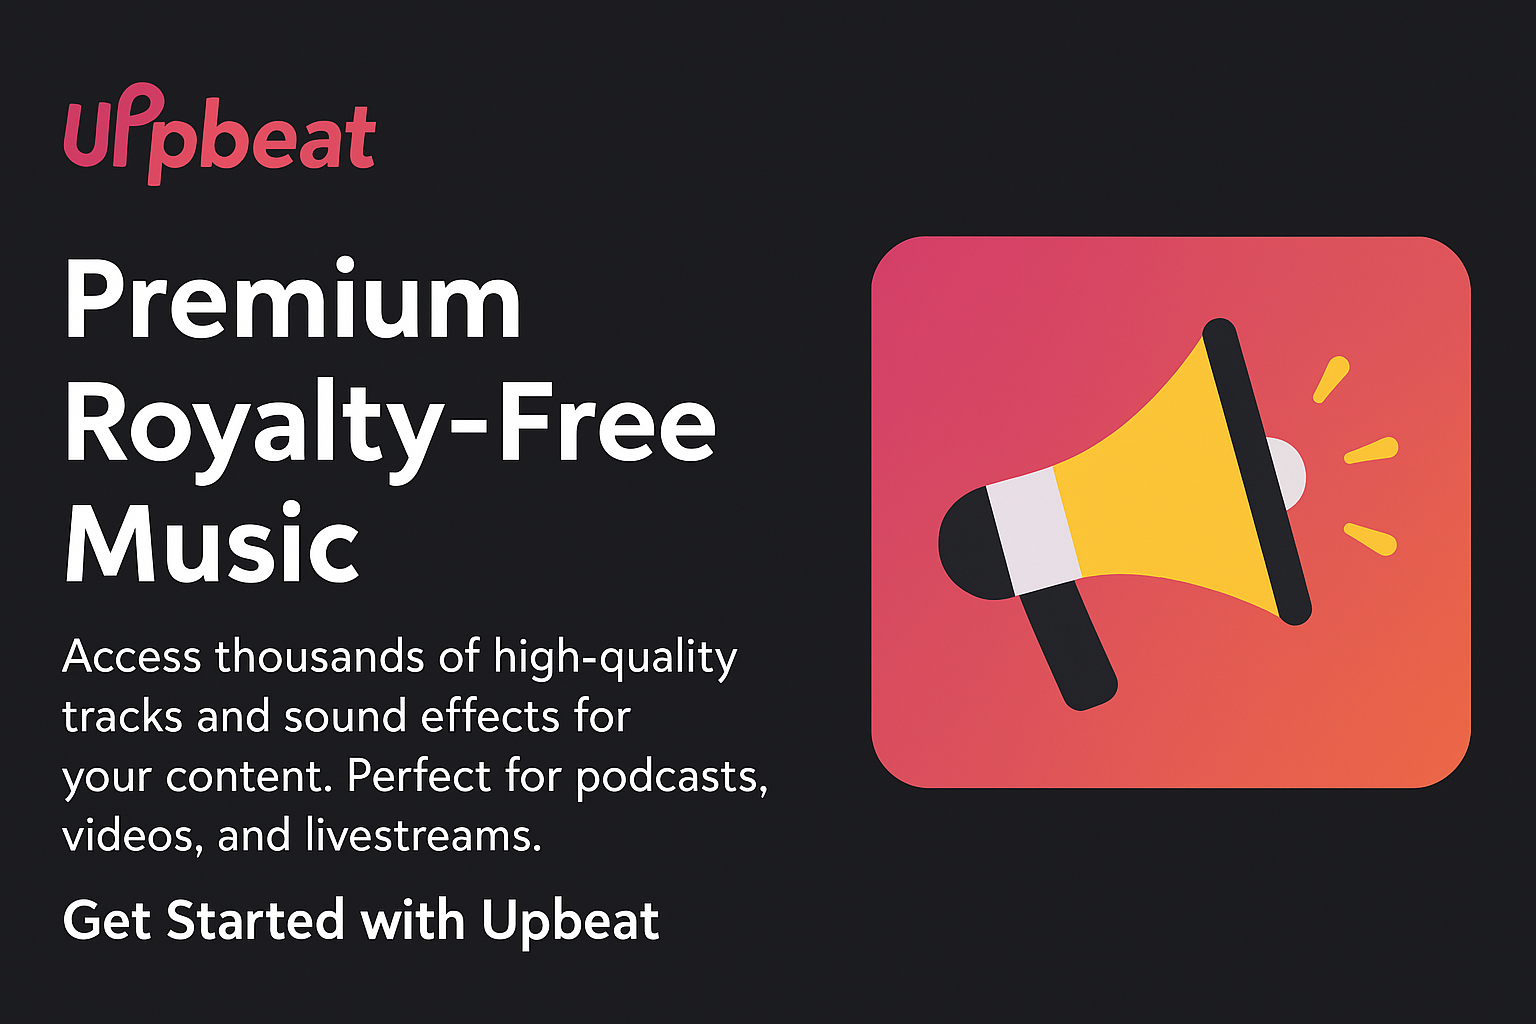 UPpbeat
Premium
Royalty-Free
Music
Access thousands of high-quality
tracks and sound effects for
your content. Perfect for podcasts,
videos, and livestreams.
Get Started with Upbeat